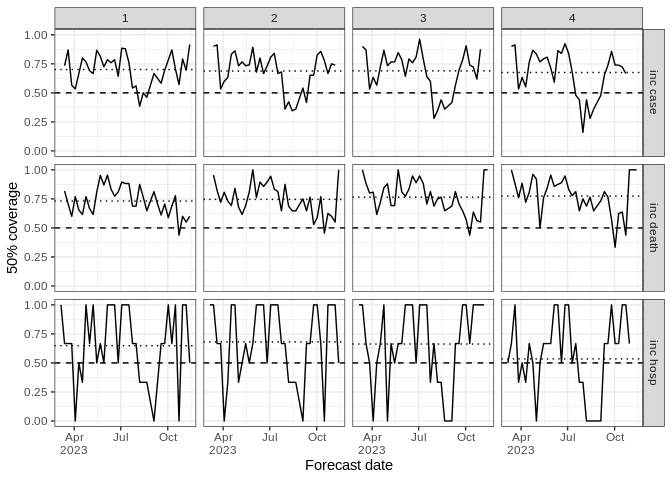 1 2 3 4
1.00
0.75
0.50
0.25
0.00
inc case
1.00
0.75
0.50
0.25
0.00
inc death
1.00
0.75
0.50
0.25
0.00
inc hosp
50% coverage
Apr Jul Oct Apr Jul Oct Apr Jul Oct Apr Jul Oct
2023 2023 2023 2023
Forecast date